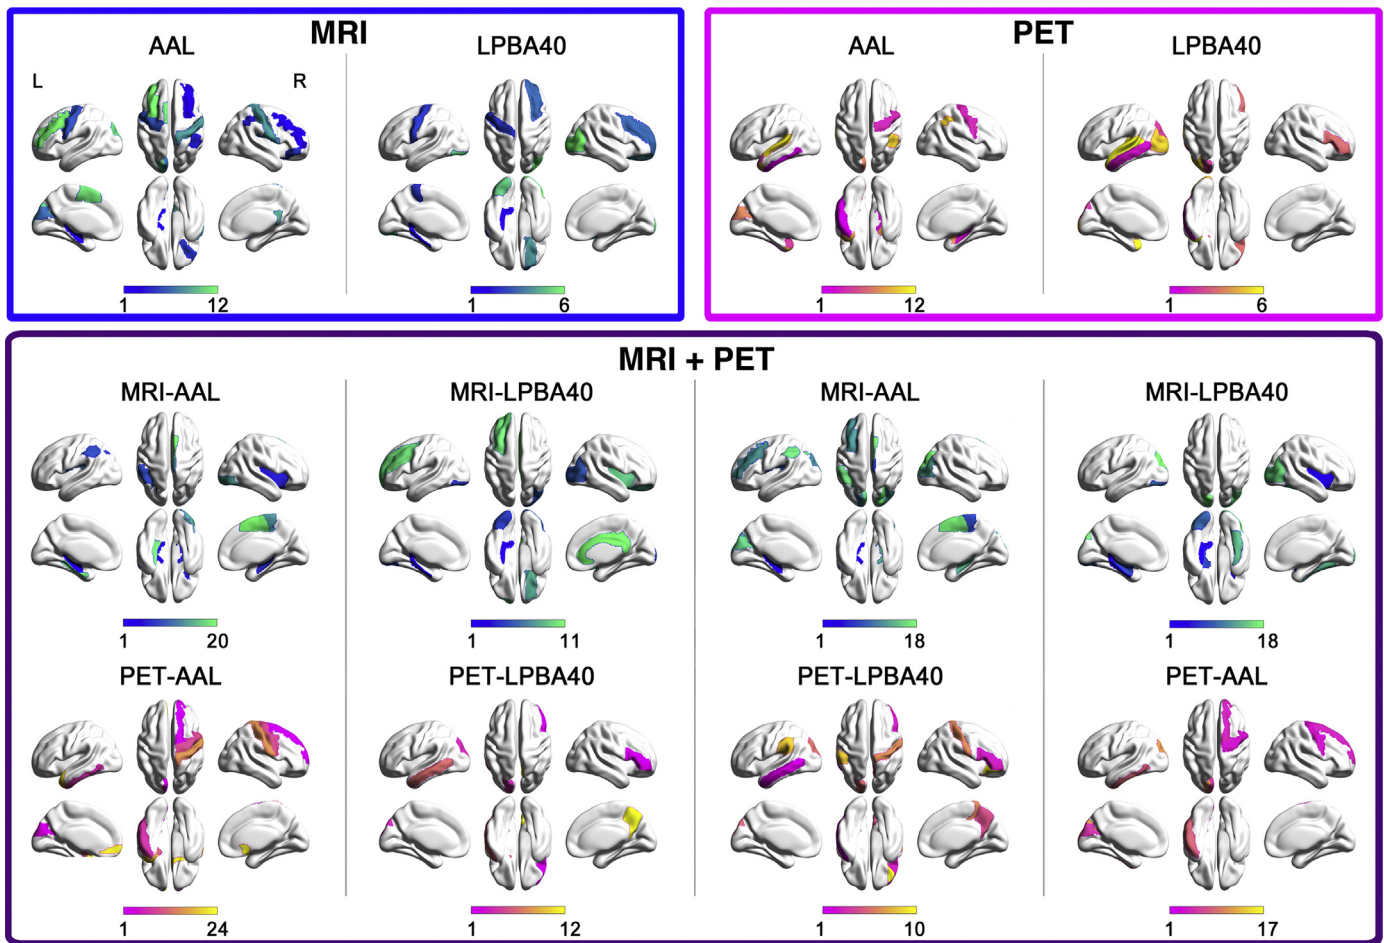 MRI
AAL
LPBA40
L
R
1 12
1 6
PET
AAL
LPBA40
1 12
1 6
MRI + PET
MRI-AAL
MRI-LPBA40
MRI-AAL
MRI-LPBA40
1 20
1 11
1 18
1 18
PET-AAL
PET-LPBA40
PET-LPBA40
PET-AAL
1 24
1 12
1 10
1 17